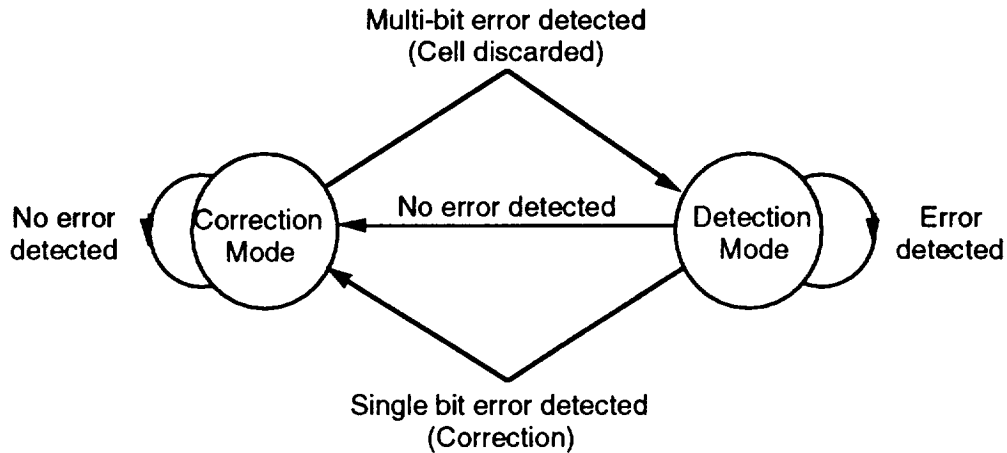 Multi-bit error detected
(Cell discarded)
No error
detected
Correction
Mode
No error detected
Detection
Mode
Error
detected
Single bit error detected
(Correction)